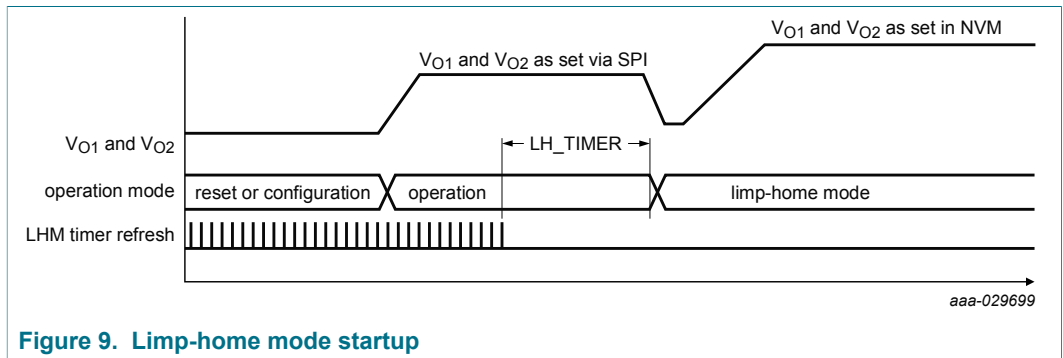 VO1 and VO2 as set in NVM
VO1 and VO2 as set via SPI
VO1 and VO2
LH_TIMER
operation mode
reset or configuration
operation
limp-home mode
LHM timer refresh
aaa-029699
Figure 9. Limp-home mode startup